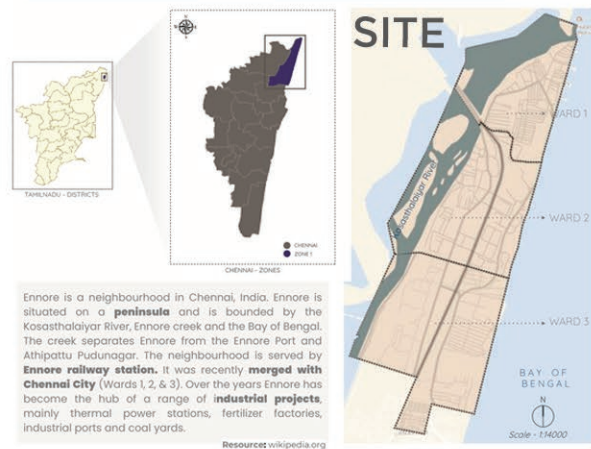 SITE
TAMILNADU - DISTRICTS
N
CHENNAI
ZONE 1
CHENNAI - ZONES
WARD 1
Kosasthalaiyar River
WARD 2
WARD 3
BAY OF
BENGAL
N
Scale - 1:14000
Ennore is a neighbourhood in Chennai, India. Ennore is
situated on a peninsula and is bounded by the
Kosasthalaiyar River, Ennore creek and the Bay of Bengal.
The creek separates Ennore from the Ennore Port and
Athipattu Pudunagar. The neighbourhood is served by
Ennore railway station. It was recently merged with
Chennai City (Wards 1, 2, & 3). Over the years Ennore has
become the hub of a range of industrial projects,
mainly thermal power stations, fertilizer factories,
industrial ports and coal yards.
Resource: wikipedia.org